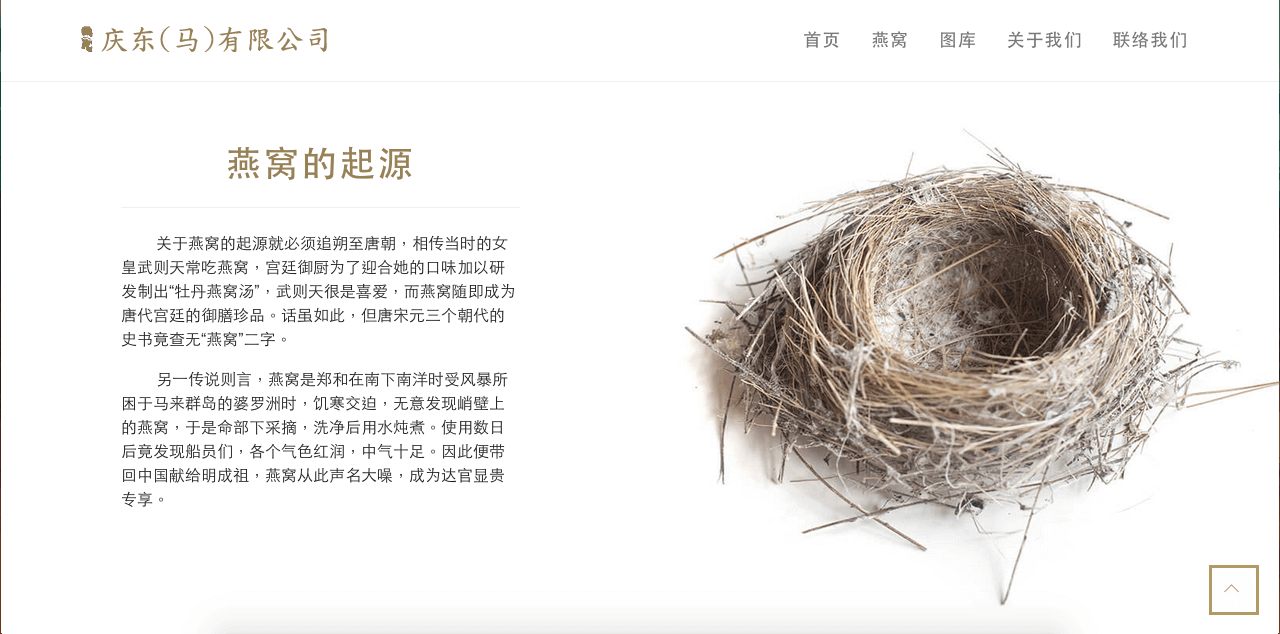 庆东(马)有限公司
首页 燕窝 图库 关于我们 联络我们
燕窝的起源
关于燕窝的起源就必须追朔至唐朝，相传当时的女
皇武则天常吃燕窝，宫廷御厨为了迎合她的口味加以研
发制出“牡丹燕窝汤”，武则天很是喜爱，而燕窝随即成为
唐代宫廷的御膳珍品。话虽如此，但唐宋元三个朝代的
史书竟查无“燕窝”二字。
另一传说则言，燕窝是郑和在南下南洋时受风暴所
困于马来群岛的婆罗洲时，饥寒交迫，无意发现峭壁上
的燕窝，于是命部下采摘，洗净后用水炖煮。使用数日
后竟发现船员们，各个气色红润，中气十足。因此便带
回中国献给明成祖，燕窝从此声名大噪，成为达官显贵
专享。